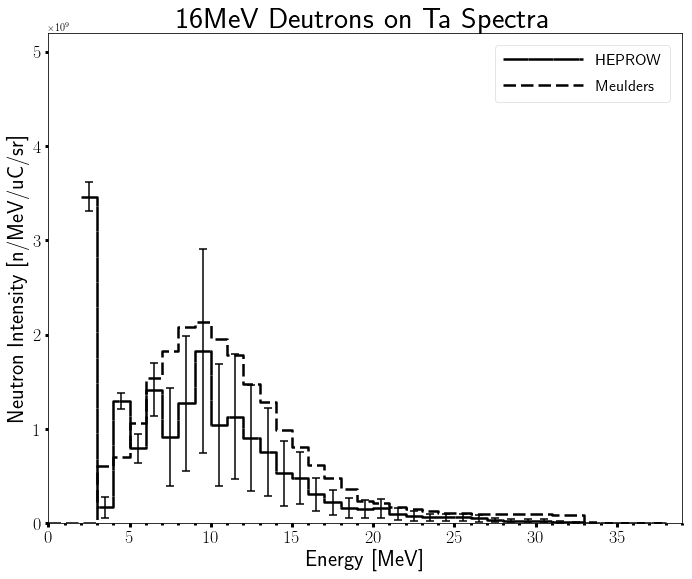 16MeV Deutrons on Ta Spectra
×10⁹
HEPROW
Meulders
5
4
3
2
1
0
Neutron Intensity [n/MeV/uC/sr]
0 5 10 15 20 25 30 35
Energy [MeV]